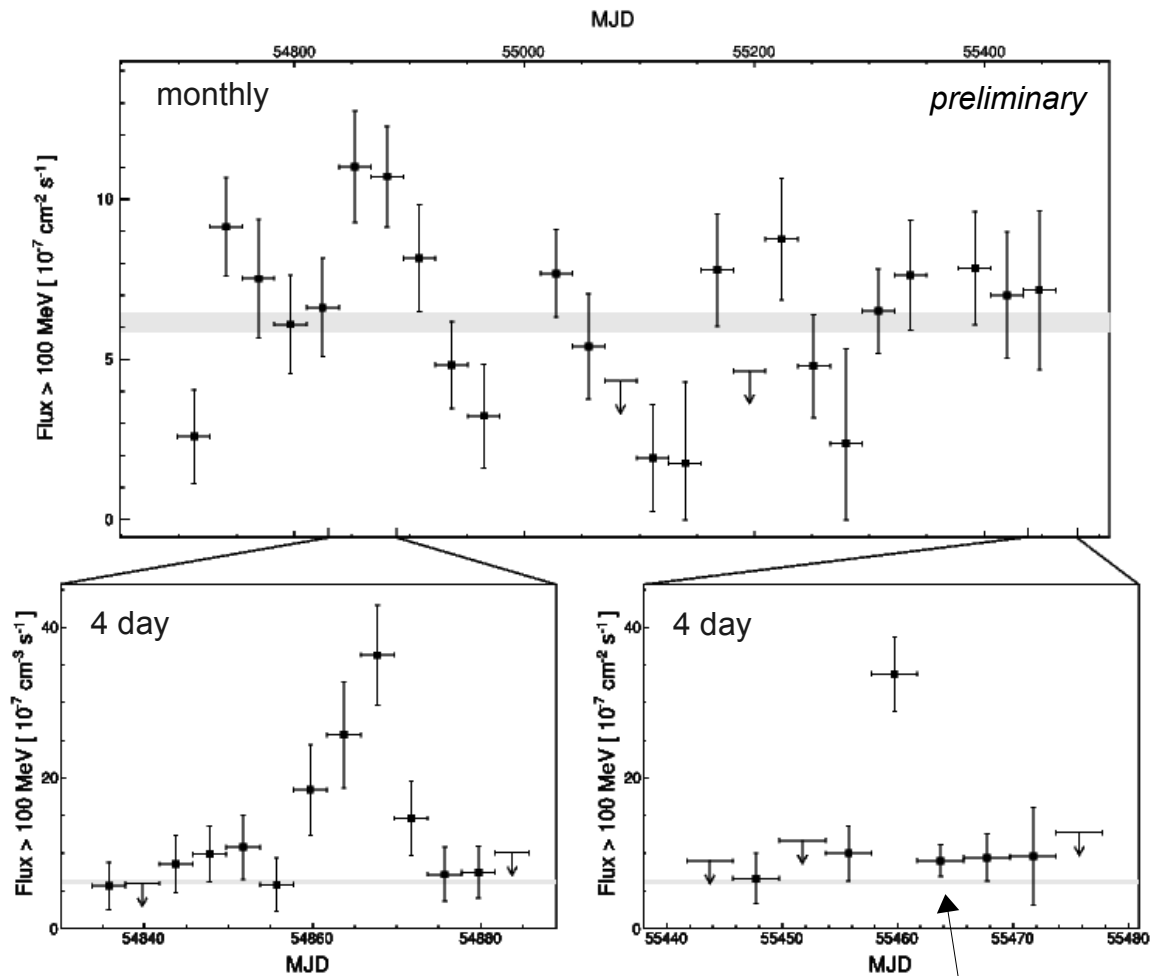 MJD
54800 55000 55200 55400
monthly preliminary
Flux > 100 MeV [ 10⁻⁷ cm⁻² s⁻¹ ]
10
5
0
4 day
Flux > 100 MeV [ 10⁻⁷ cm⁻³ s⁻¹ ]
40
20
0
54840 54860 54880
MJD
4 day
Flux > 100 MeV [ 10⁻⁷ cm⁻² s⁻¹ ]
40
20
0
55440 55450 55460 55470 55480
MJD